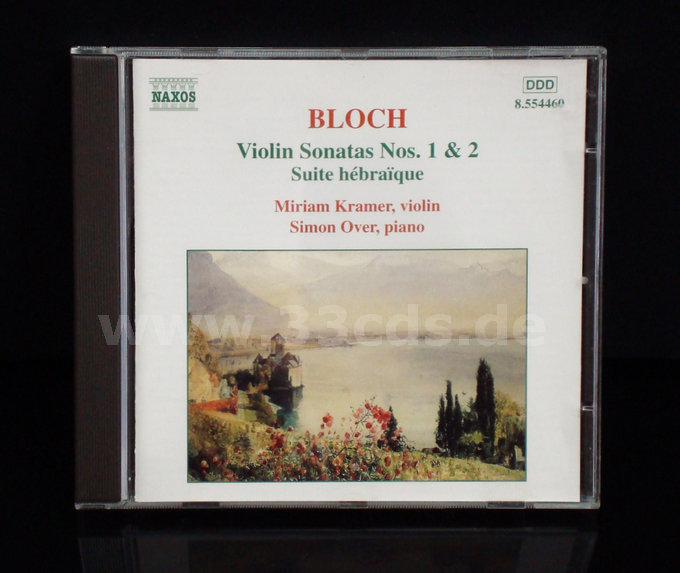 NAXOS
DDD
8.554460
BLOCH
Violin Sonatas Nos. 1 & 2
Suite hébraïque
Miriam Kramer, violin
Simon Over, piano
www.33cds.de